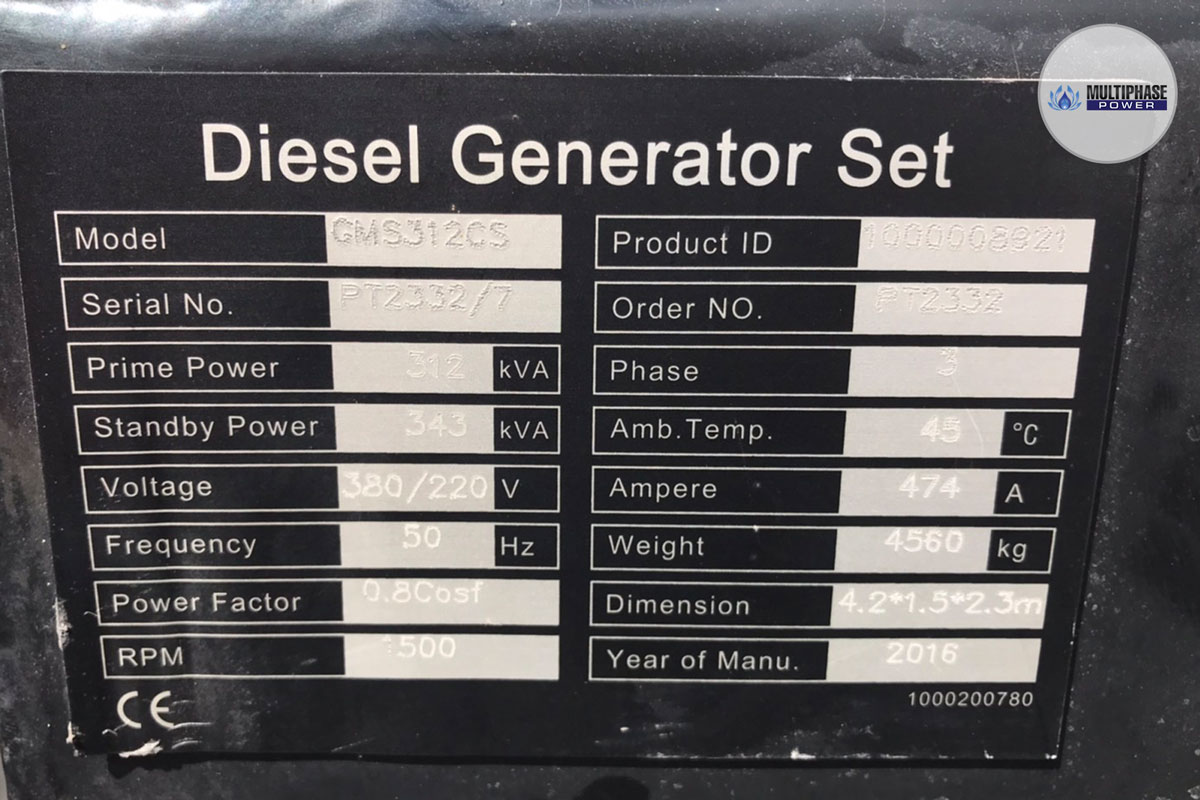 MULTIPHASE
POWER
Diesel Generator Set
Model GMS312CS Product ID 1000008821
Serial No. PT2332/7 Order NO. PT2332
Prime Power 312 kVA Phase 3
Standby Power 343 kVA Amb.Temp. 45 °C
Voltage 380/220 V Ampere 474 A
Frequency 50 Hz Weight 4560 kg
Power Factor 0.8Cosf Dimension 4.2*1.5*2.3m
RPM 1500 Year of Manu. 2016
CE 1000200780